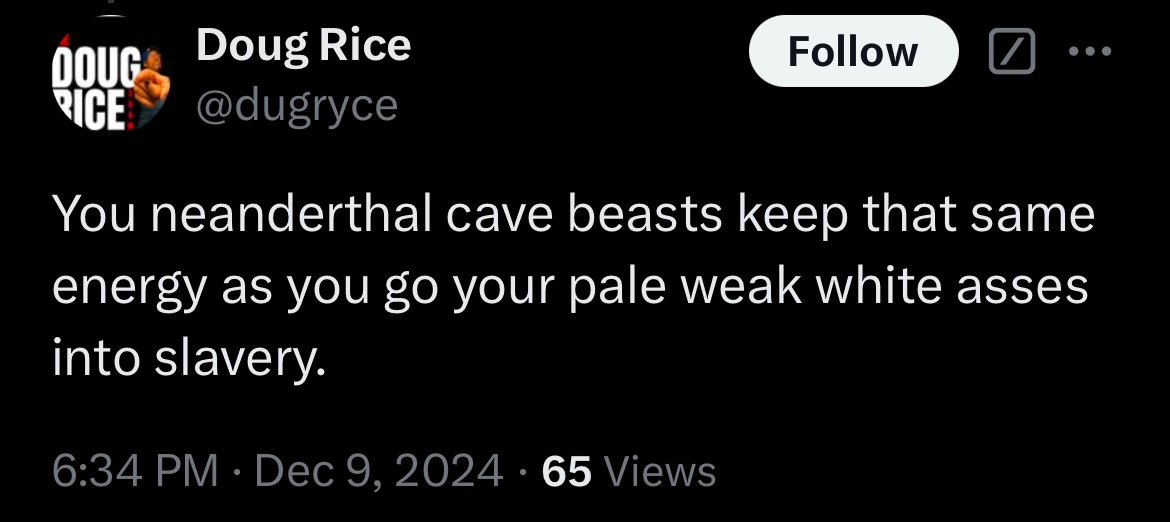 DOUG
RICE
Doug Rice
@dugryce
Follow
You neanderthal cave beasts keep that same
energy as you go your pale weak white asses
into slavery.
6:34 PM · Dec 9, 2024 · 65 Views